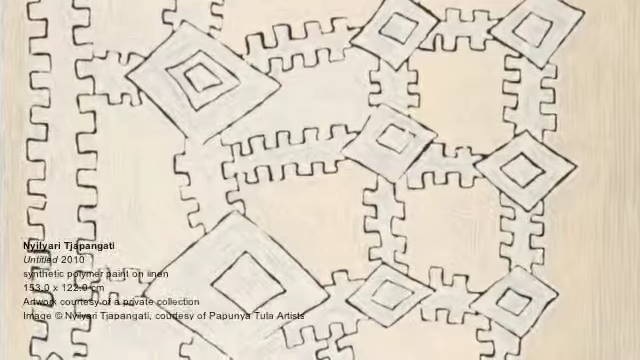 Nyilyari Tjapangati
Untitled 2010
synthetic polymer paint on linen
153.0 x 122.0 cm
Artwork courtesy of a private collection
Image © Nyilyari Tjapangati, courtesy of Papunya Tula Artists